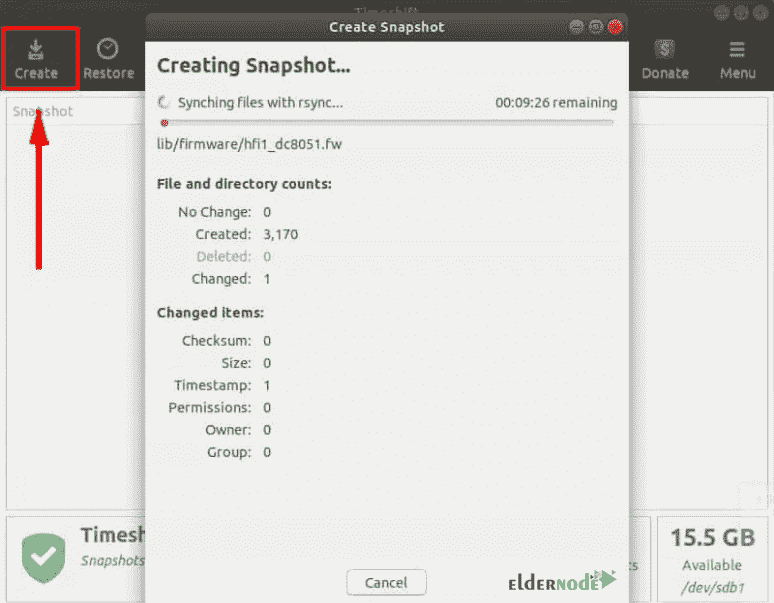 Timeshift
Create Snapshot
Create
Restore
Donate
Menu
Snapshot
Creating Snapshot...
Synching files with rsync...
00:09:26 remaining
lib/firmware/hfi1_dc8051.fw
File and directory counts:
No Change: 0
Created: 3,170
Deleted: 0
Changed: 1
Changed items:
Checksum: 0
Size: 0
Timestamp: 1
Permissions: 0
Owner: 0
Group: 0
Timesh
Snapshots
ts
15.5 GB
Available
/dev/sdb1
Cancel
ELDERNODE